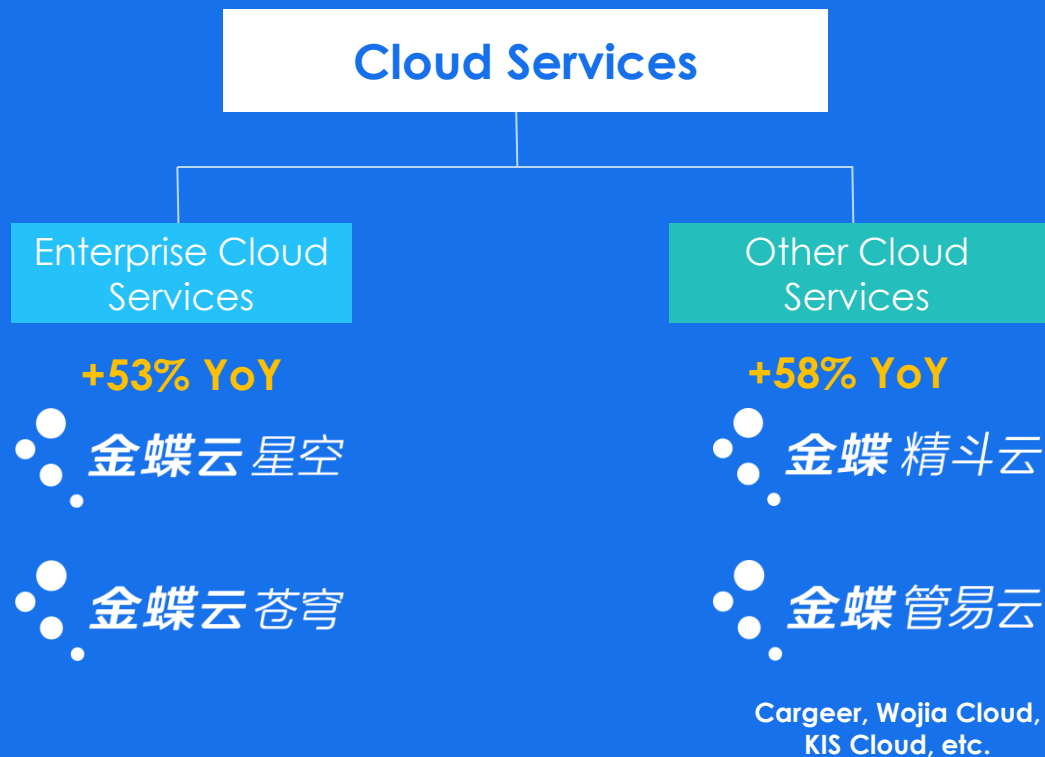 Cloud Services
Enterprise Cloud
Services
+53% YoY
金蝶云 星空
金蝶云 苍穹
Other Cloud
Services
+58% YoY
金蝶 精斗云
金蝶 管易云
Cargeer, Wojia Cloud,
KIS Cloud, etc.